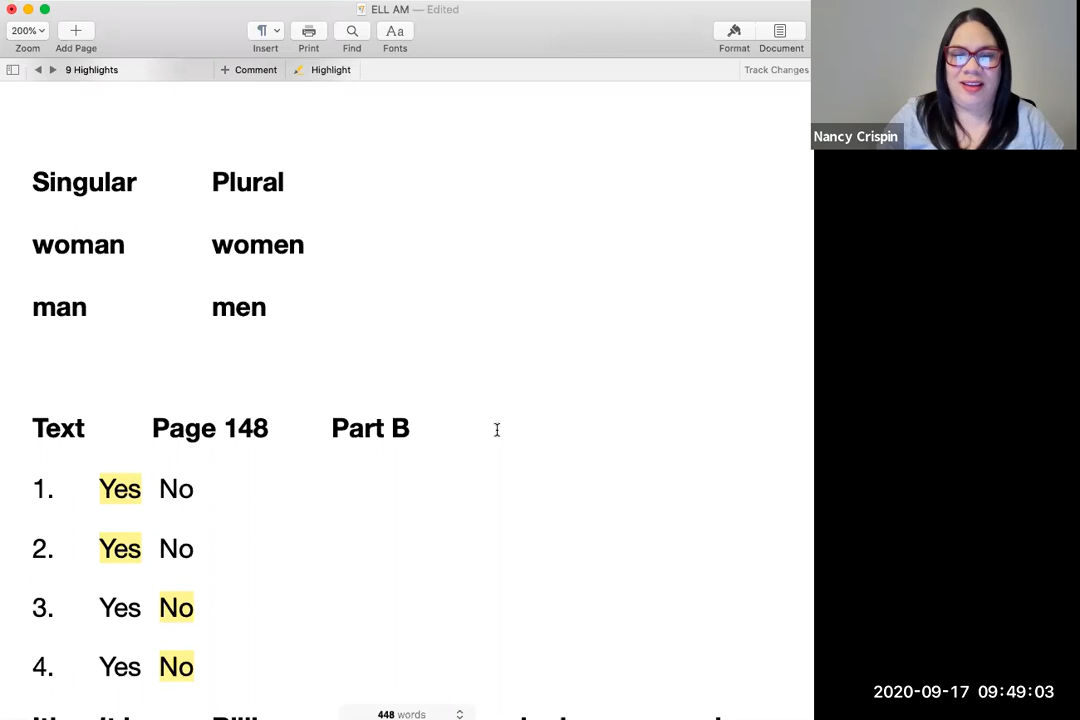 ELL AM — Edited
200%
Zoom
Add Page
Insert
Print
Find
Aa
Fonts
Format
Document
9 Highlights
+ Comment
Highlight
Track Changes
Nancy Crispin
Singular Plural
woman women
man men
Text Page 148 Part B
1. Yes No
2. Yes No
3. Yes No
4. Yes No
448 words
2020-09-17 09:49:03